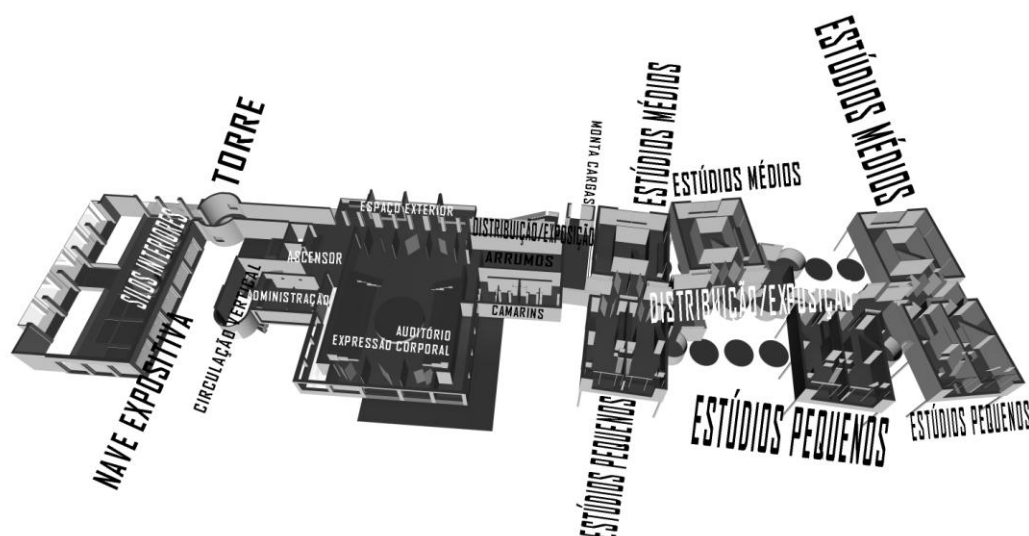 TORRE
SILOS INTERIORES
NAVE EXPOSITIVA
CIRCULAÇÃO VERTICAL
ASCENSOR
ADMINISTRAÇÃO
ESPAÇO EXTERIOR
AUDITÓRIO
EXPRESSÃO CORPORAL
DISTRIBUIÇÃO/EXPOSIÇÃO
ARRUMOS
CAMARINS
MONTA CARGAS
ESTÚDIOS MÉDIOS
ESTÚDIOS MÉDIOS
ESTÚDIOS MÉDIOS
DISTRIBUIÇÃO/EXPOSIÇÃO
ESTÚDIOS PEQUENOS
ESTÚDIOS PEQUENOS
ESTÚDIOS PEQUENOS